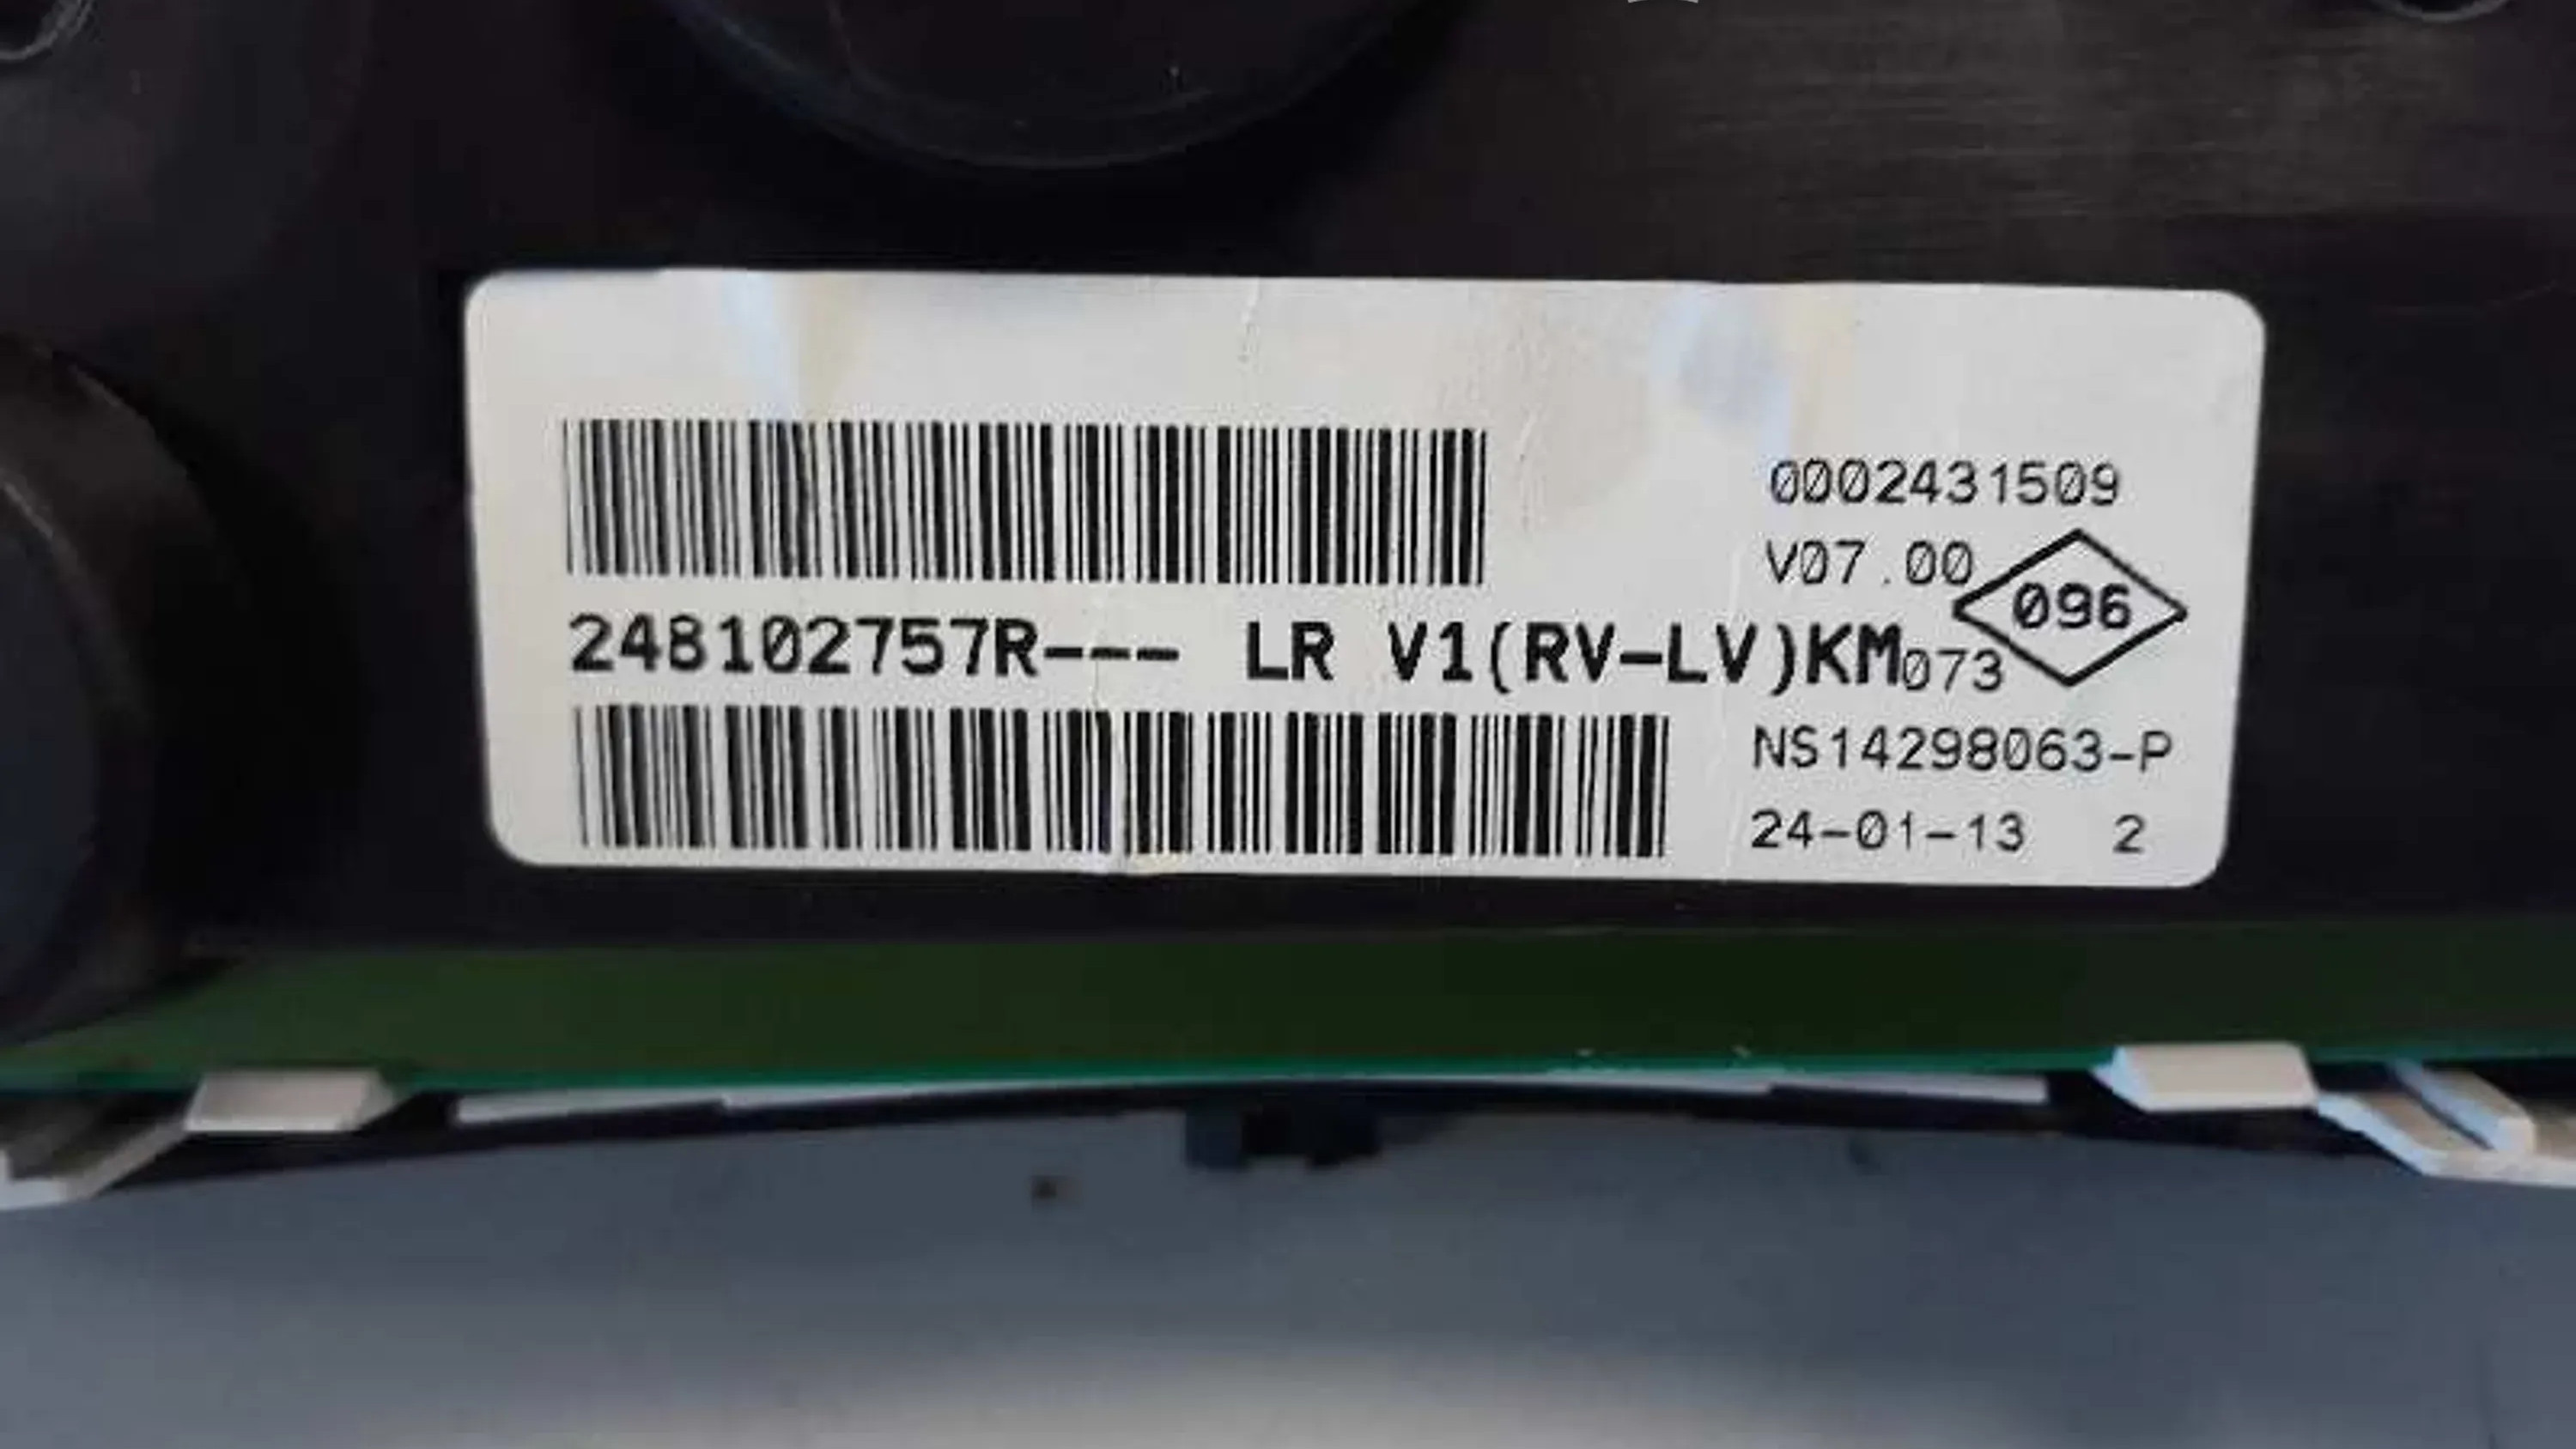 0002431509
V07.00
096
248102757R--- LR V1(RV-LV)KM073
NS14298063-P
24-01-13 2